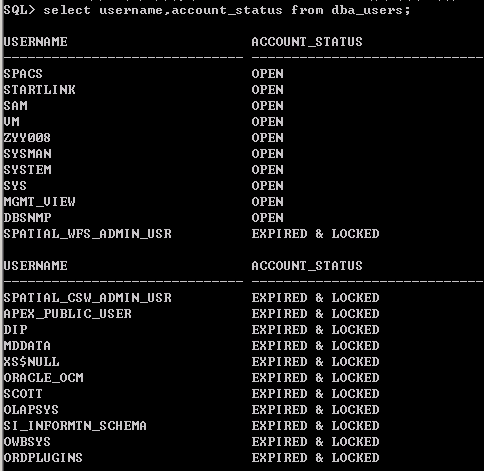 SQL> select username,account_status from dba_users;
USERNAME ACCOUNT_STATUS
------------------------------ --------------------------------
SPACS OPEN
STARTLINK OPEN
SAM OPEN
VM OPEN
ZYY008 OPEN
SYSMAN OPEN
SYSTEM OPEN
SYS OPEN
MGMT_VIEW OPEN
DBSNMP OPEN
SPATIAL_WFS_ADMIN_USR EXPIRED & LOCKED
USERNAME ACCOUNT_STATUS
------------------------------ --------------------------------
SPATIAL_CSW_ADMIN_USR EXPIRED & LOCKED
APEX_PUBLIC_USER EXPIRED & LOCKED
DIP EXPIRED & LOCKED
MDDATA EXPIRED & LOCKED
XS$NULL EXPIRED & LOCKED
ORACLE_OCM EXPIRED & LOCKED
SCOTT EXPIRED & LOCKED
OLAPSYS EXPIRED & LOCKED
SI_INFORMTN_SCHEMA EXPIRED & LOCKED
OWBSYS EXPIRED & LOCKED
ORDPLUGINS EXPIRED & LOCKED